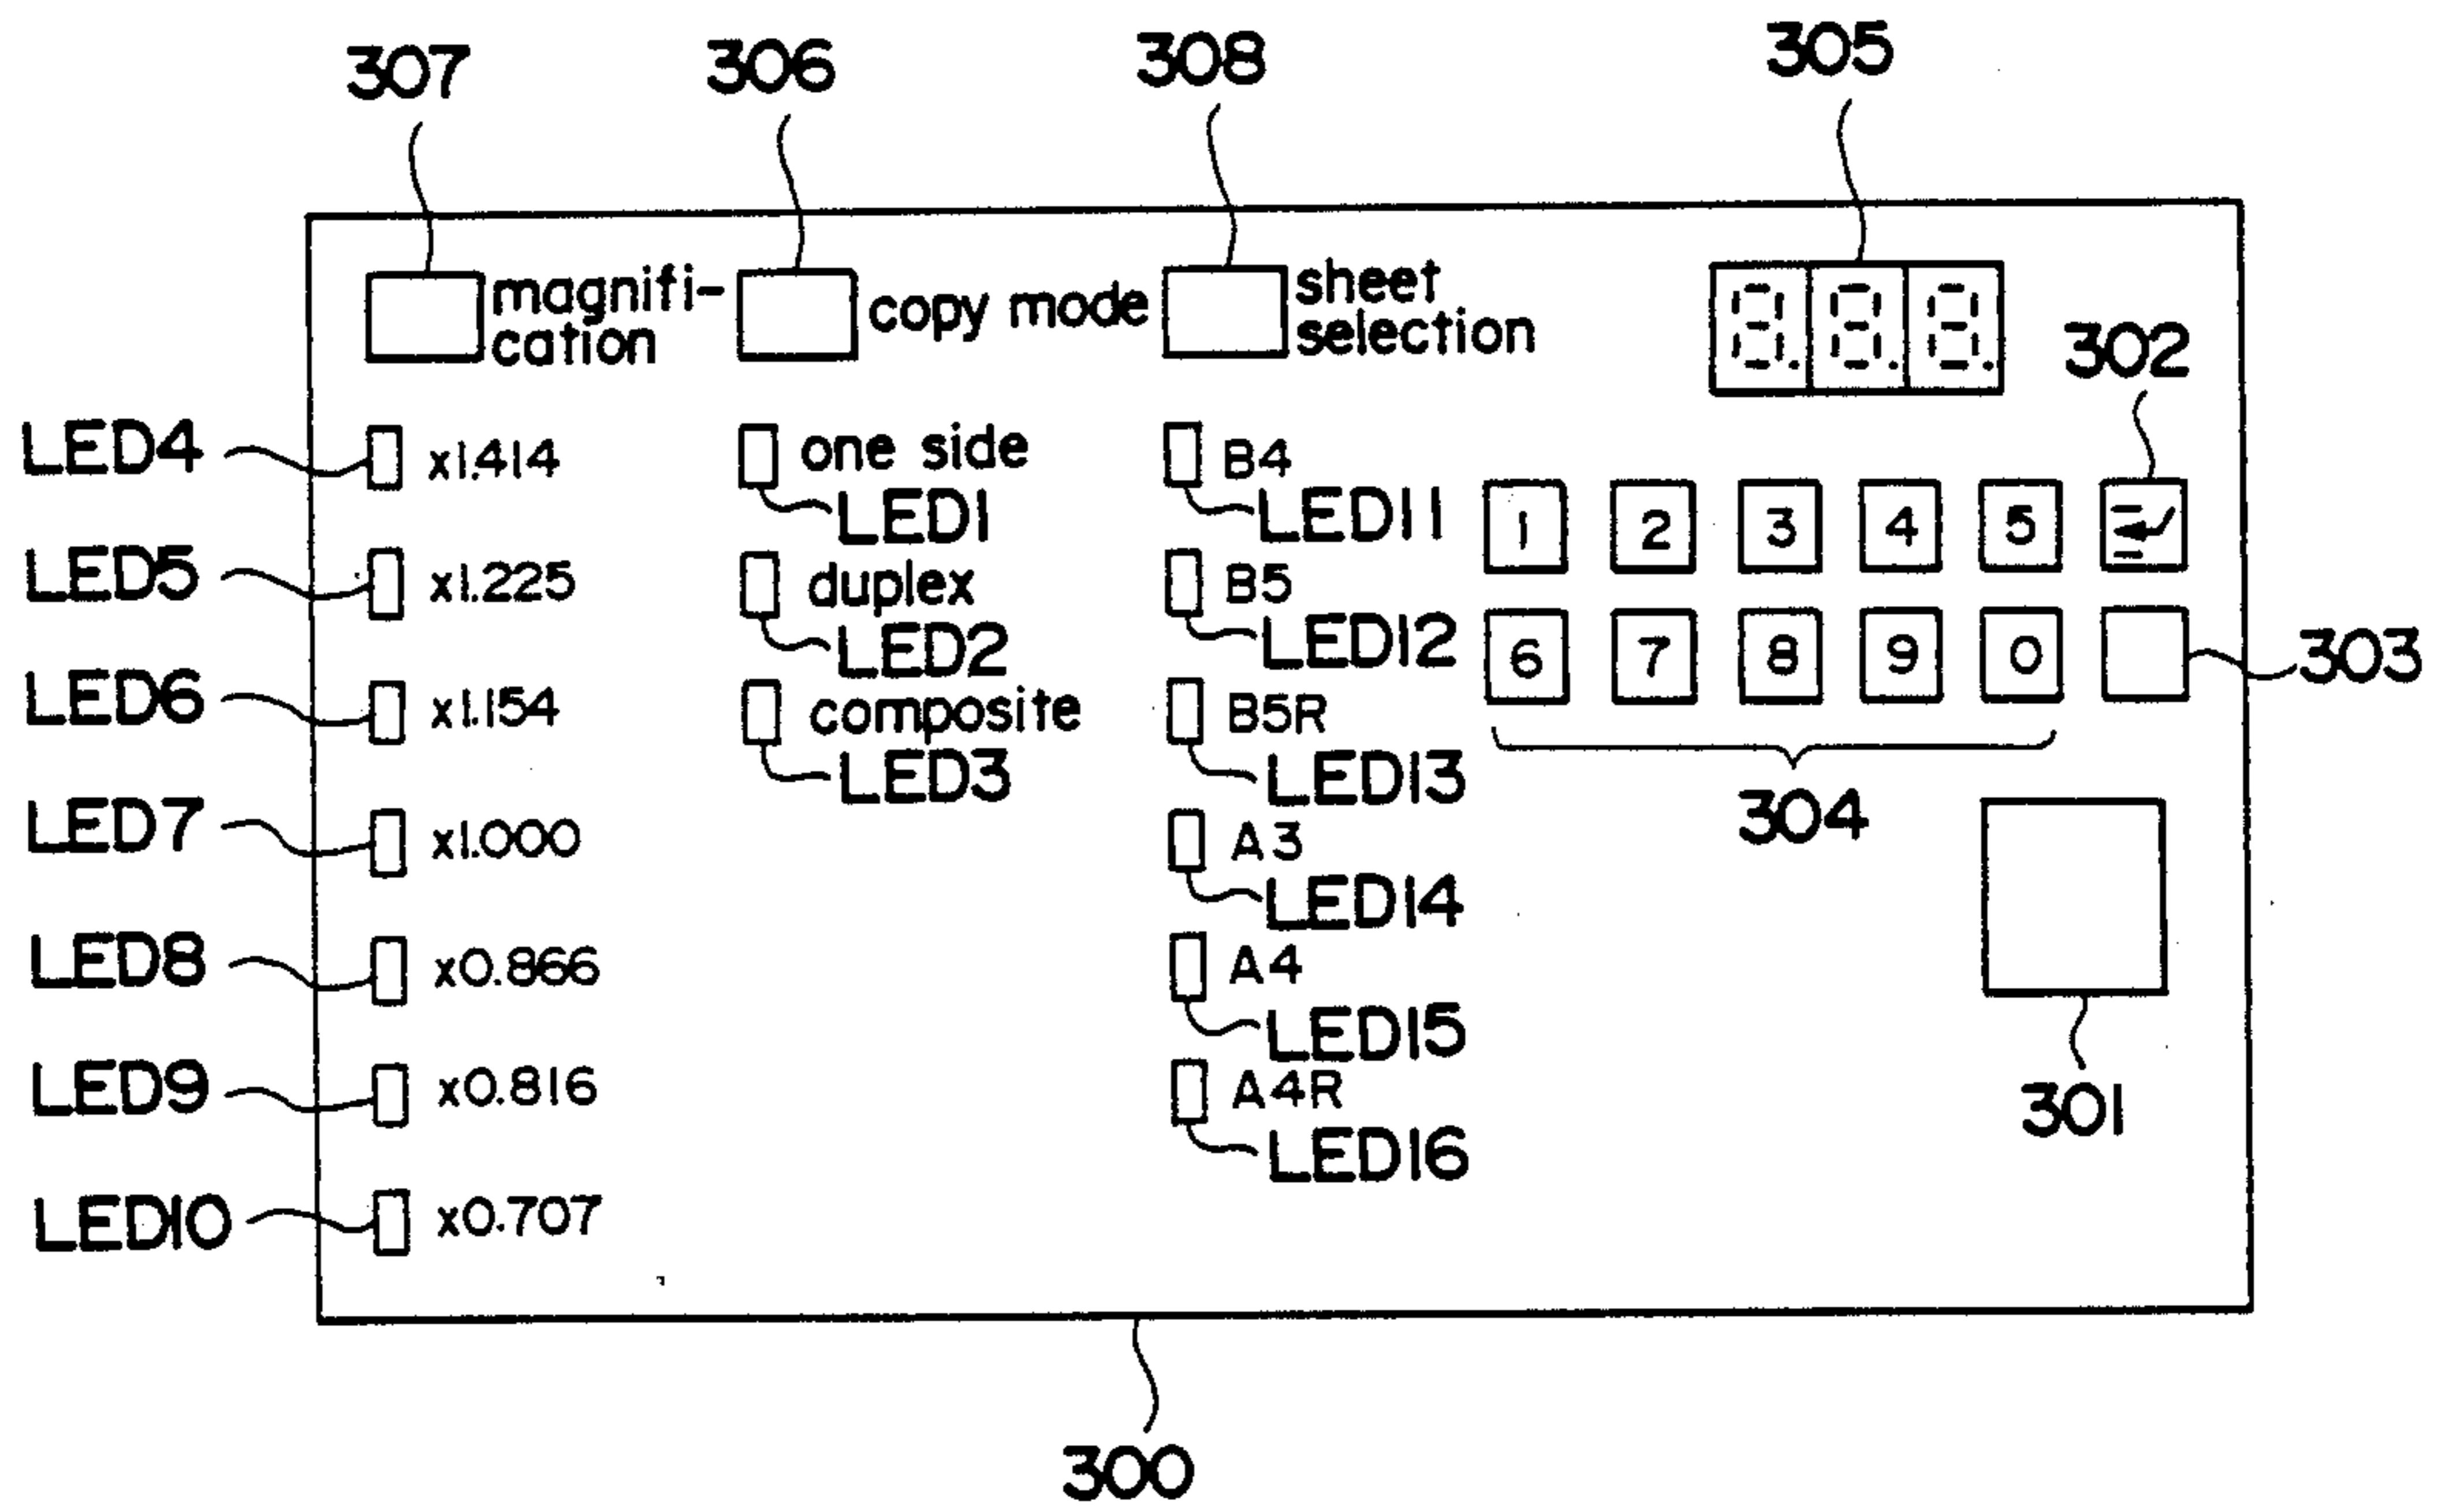 307 306 308 305
magnifi-
cation
copy mode
sheet
selection
8.8.8.
302
LED4 x1.414
one side
LED1
B4
LED11
1 2 3 4 5
LED5 x1.225
duplex
LED2
B5
LED12
6 7 8 9 0
303
LED6 x1.154
composite
LED3
B5R
LED13
304
LED7 x1.000
A3
LED14
LED8 x0.866
A4
LED15
301
LED9 x0.816
A4R
LED16
LED10 x0.707
300